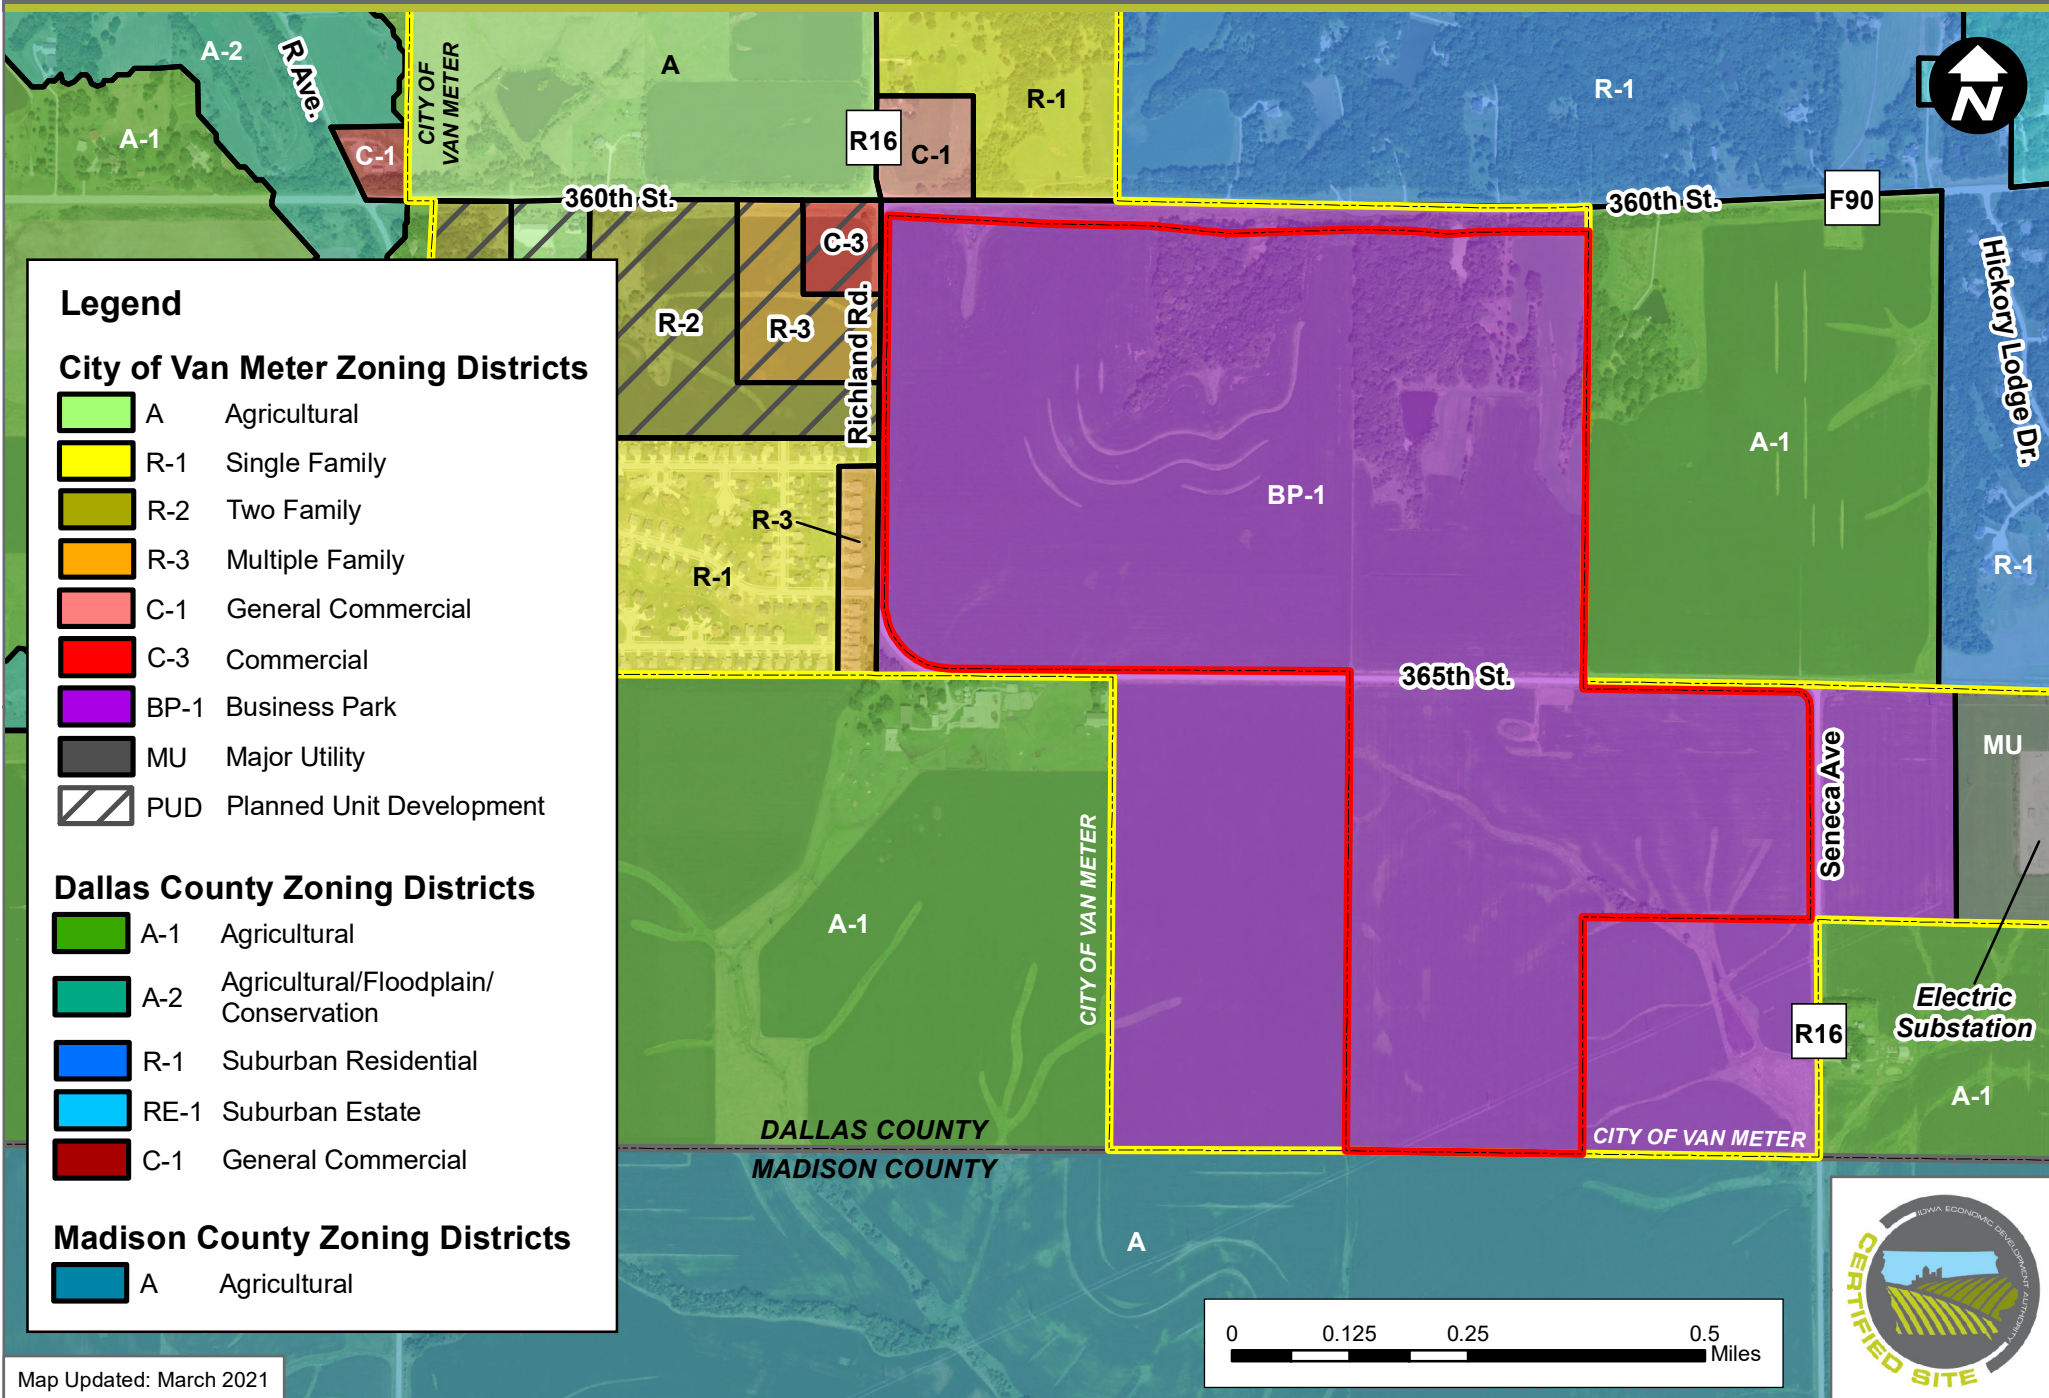 A-2
R Ave.
CITY OF
VAN METER
A
R-1
R-1
N
A-1
C-1
R16
C-1
360th St.
360th St.
F90
C-3
Hickory Lodge Dr.
R-2
R-3
Richland Rd.
A-1
BP-1
R-3
R-1
R-1
365th St.
Seneca Ave
MU
CITY OF VAN METER
A-1
Electric
Substation
R16
A-1
DALLAS COUNTY
CITY OF VAN METER
MADISON COUNTY
A
Legend
City of Van Meter Zoning Districts
A Agricultural
R-1 Single Family
R-2 Two Family
R-3 Multiple Family
C-1 General Commercial
C-3 Commercial
BP-1 Business Park
MU Major Utility
PUD Planned Unit Development
Dallas County Zoning Districts
A-1 Agricultural
A-2 Agricultural/Floodplain/
Conservation
R-1 Suburban Residential
RE-1 Suburban Estate
C-1 General Commercial
Madison County Zoning Districts
A Agricultural
0 0.125 0.25 0.5
Miles
IOWA ECONOMIC DEVELOPMENT AUTHORITY
CERTIFIED SITE
Map Updated: March 2021